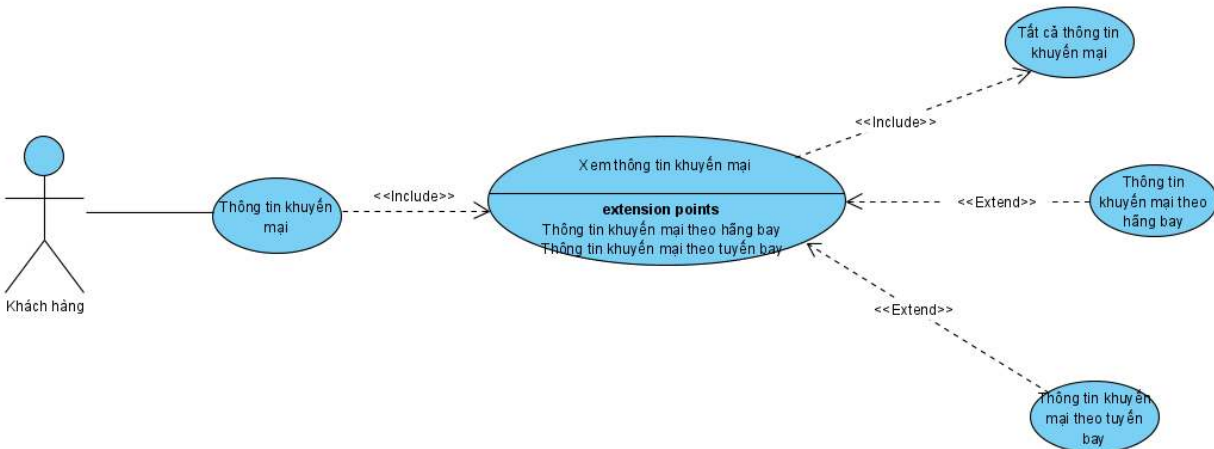 Tất cả thông tin
khuyến mại
<<Include>>
Xem thông tin khuyến mại
extension points
Thông tin khuyến mại theo hãng bay
Thông tin khuyến mại theo tuyến bay
<<Include>>
Thông tin khuyến
mại
Khách hàng
<<Extend>>
Thông tin
khuyến mại theo
hãng bay
<<Extend>>
Thông tin khuyến
mại theo tuyến
bay